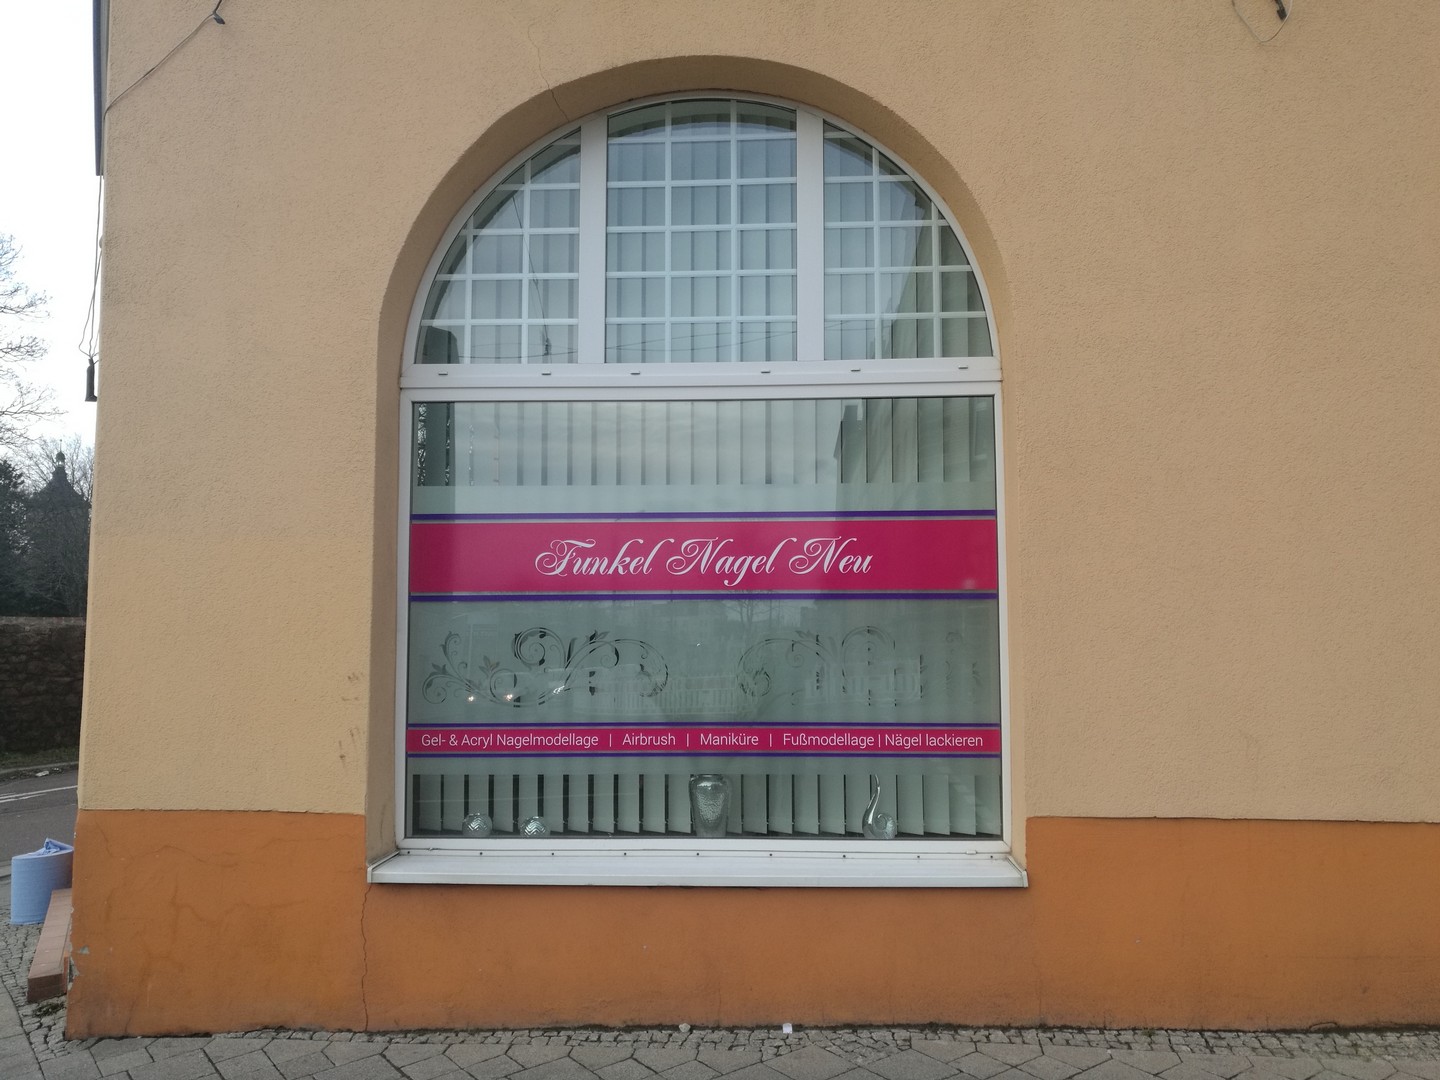 Funkel Nagel Neu
Gel- & Acryl Nagelmodellage | Airbrush | Maniküre | Fußmodellage | Nägel lackieren